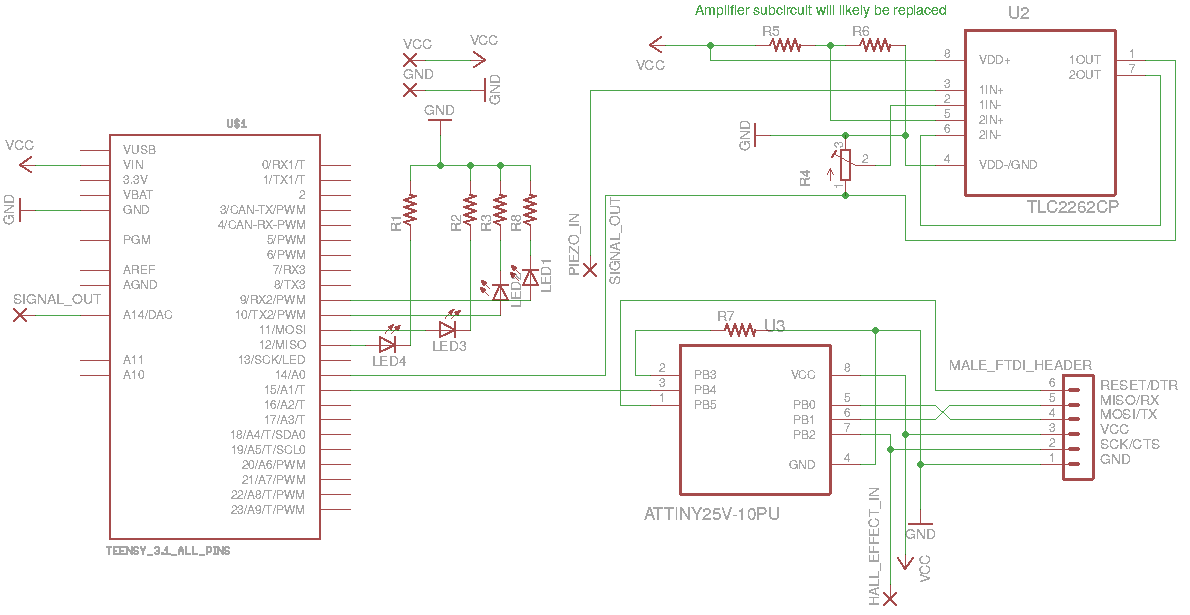 Amplifier subcircuit will likely be replaced
U2
VCC
VCC
GND
GND
GND
VCC
R5
R6
8
VDD+
1OUT
1
2OUT
7
3
1IN+
2
1IN-
5
2IN+
6
2IN-
4
VDD-/GND
TLC2262CP
GND
R4
3
2
1
U$1
VCC
GND
VUSB
VIN
3.3V
VBAT
GND
PGM
AREF
AGND
SIGNAL_OUT
A14/DAC
A11
A10
0/RX1/T
1/TX1/T
2
3/CAN-TX/PWM
4/CAN-RX-PWM
5/PWM
6/PWM
7/RX3
8/TX3
9/RX2/PWM
10/TX2/PWM
11/MOSI
12/MISO
13/SCK/LED
14/A0
15/A1/T
16/A2/T
17/A3/T
18/A4/T/SDA0
19/A5/T/SCL0
20/A6/PWM
21/A7/PWM
22/A8/T/PWM
23/A9/T/PWM
TEENSY_3.1_ALL_PINS
R1
R2
R3
R8
LED2
LED1
LED3
LED4
PIEZO_IN
SIGNAL_OUT
R7
U3
2
PB3
3
PB4
1
PB5
VCC
8
PB0
5
PB1
6
PB2
7
GND
4
ATTINY25V-10PU
HALL_EFFECT_IN
GND
VCC
MALE_FTDI_HEADER
6
RESET/DTR
5
MISO/RX
4
MOSI/TX
3
VCC
2
SCK/CTS
1
GND